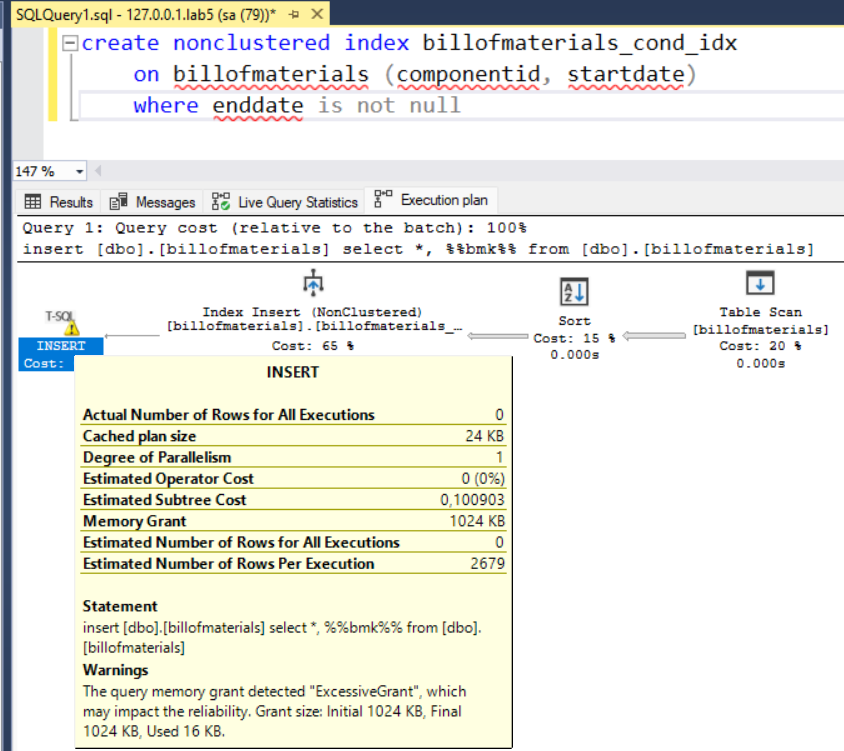 SQLQuery1.sql - 127.0.0.1.lab5 (sa (79))*
create nonclustered index billofmaterials_cond_idx
on billofmaterials (componentid, startdate)
where enddate is not null
147 %
Results Messages Live Query Statistics Execution plan
Query 1: Query cost (relative to the batch): 100%
insert [dbo].[billofmaterials] select *, %%bmk%% from [dbo].[billofmaterials]
T-SQL
INSERT
Cost:
Index Insert (NonClustered)
[billofmaterials].[billofmaterials_…
Cost: 65 %
Sort
Cost: 15 %
0.000s
Table Scan
[billofmaterials]
Cost: 20 %
0.000s
INSERT
Actual Number of Rows for All Executions 0
Cached plan size 24 KB
Degree of Parallelism 1
Estimated Operator Cost 0 (0%)
Estimated Subtree Cost 0,100903
Memory Grant 1024 KB
Estimated Number of Rows for All Executions 0
Estimated Number of Rows Per Execution 2679
Statement
insert [dbo].[billofmaterials] select *, %%bmk%% from [dbo].
[billofmaterials]
Warnings
The query memory grant detected "ExcessiveGrant", which
may impact the reliability. Grant size: Initial 1024 KB, Final
1024 KB, Used 16 KB.